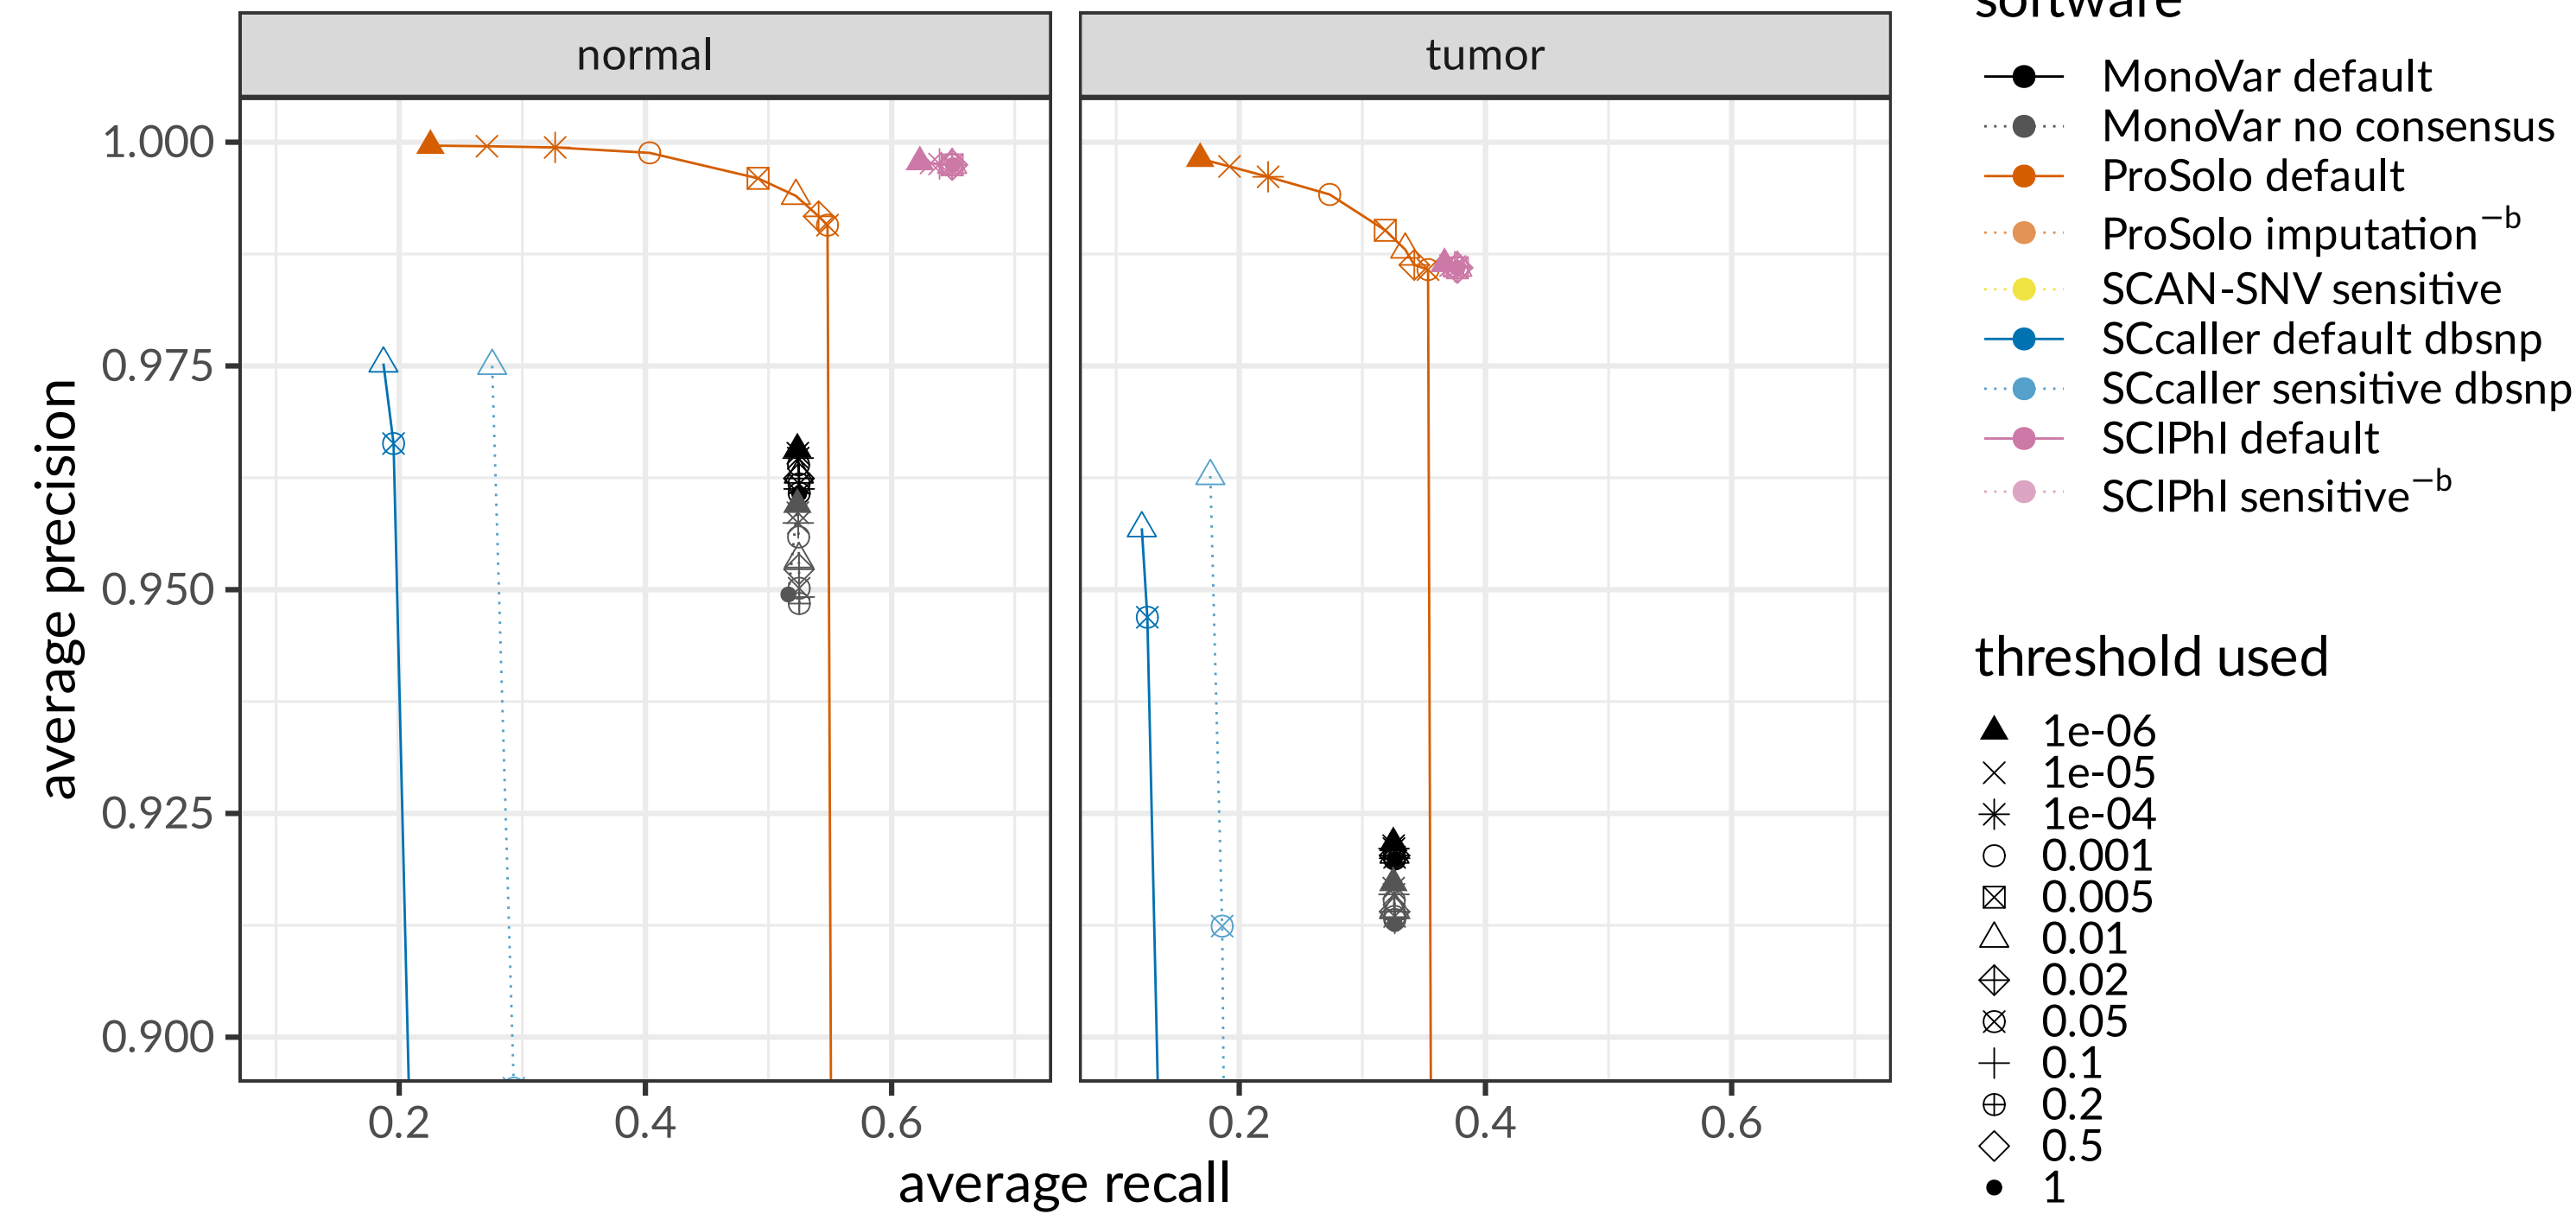 normal
tumor
1.000
0.975
0.950
0.925
0.900
average precision
0.2 0.4 0.6
0.2 0.4 0.6
average recall
software
MonoVar default
MonoVar no consensus
ProSolo default
ProSolo imputation−b
SCAN-SNV sensitive
SCcaller default dbsnp
SCcaller sensitive dbsnp
SCIPhI default
SCIPhI sensitive−b
threshold used
1e-06
1e-05
1e-04
0.001
0.005
0.01
0.02
0.05
0.1
0.2
0.5
1